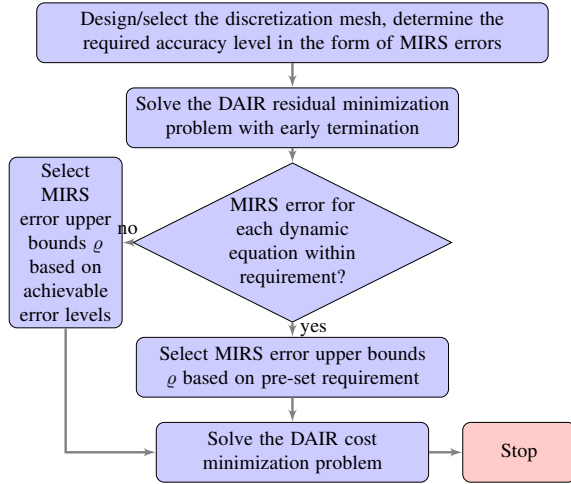 Design/select the discretization mesh, determine the
required accuracy level in the form of MIRS errors
Solve the DAIR residual minimization
problem with early termination
MIRS error for
each dynamic
equation within
requirement?
no
Select
MIRS
error upper
bounds ϱ
based on
achievable
error levels
yes
Select MIRS error upper bounds
ϱ based on pre-set requirement
Solve the DAIR cost
minimization problem
Stop